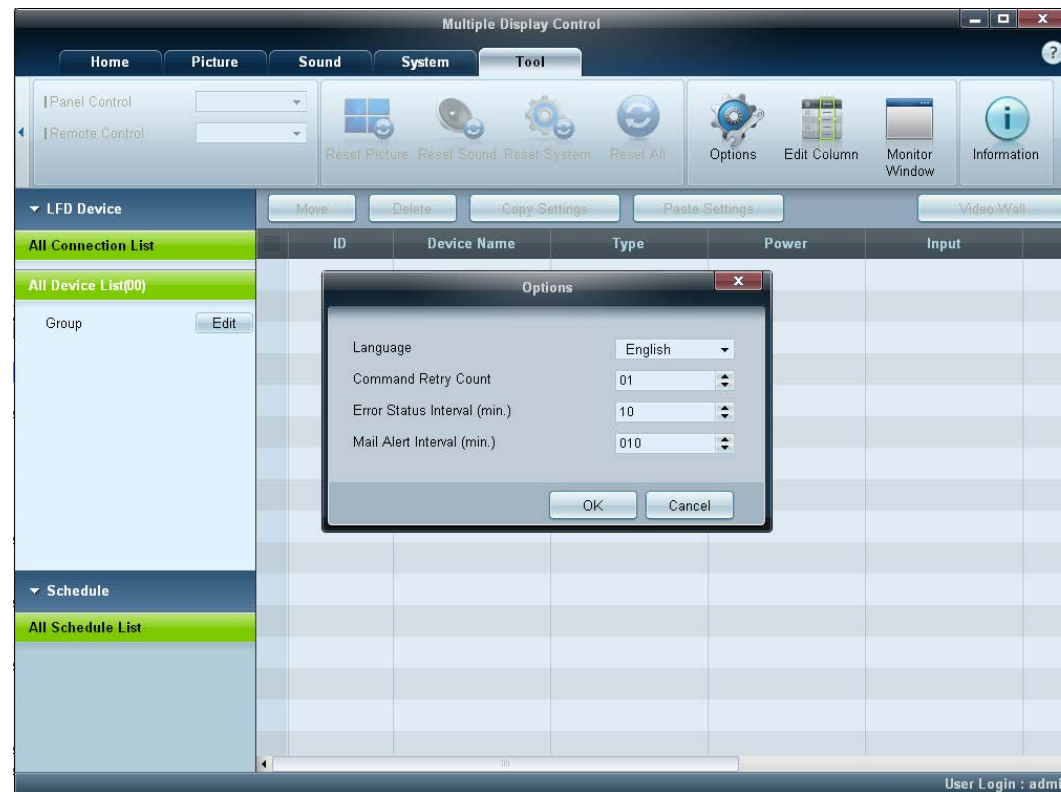 Multiple Display Control
Home Picture Sound System Tool
Panel Control
Remote Control
Reset Picture Reset Sound Reset System Reset All
Options Edit Column Monitor Window Information
LFD Device
Move Delete Copy Settings Paste Settings Video Wall
All Connection List
ID Device Name Type Power Input
All Device List(00)
Group Edit
Options
Language English
Command Retry Count 01
Error Status Interval (min.) 10
Mail Alert Interval (min.) 010
OK Cancel
Schedule
All Schedule List
User Login : admi